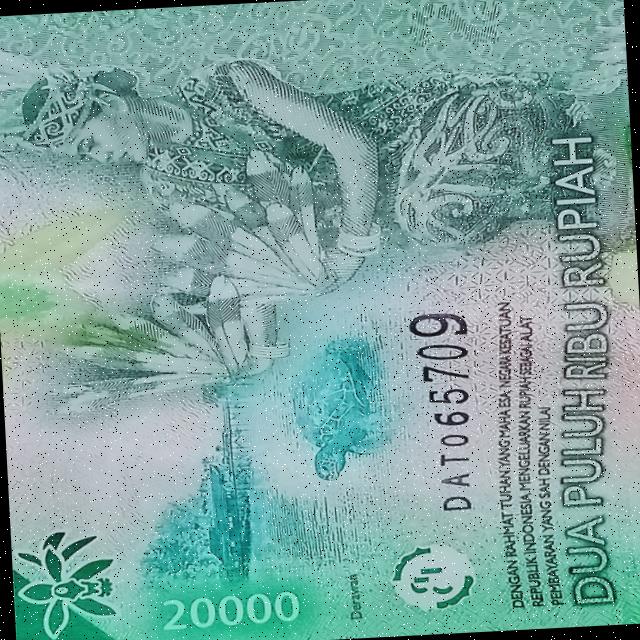 DAT065709
DENGAN RAHMAT TUHAN YANG MAHA ESA, NEGARA KESATUAN
REPUBLIK INDONESIA MENGELUARKAN RUPIAH SEBAGAI ALAT
PEMBAYARAN YANG SAH DENGAN NILAI
DUA PULUH RIBU RUPIAH
Derawan
20000